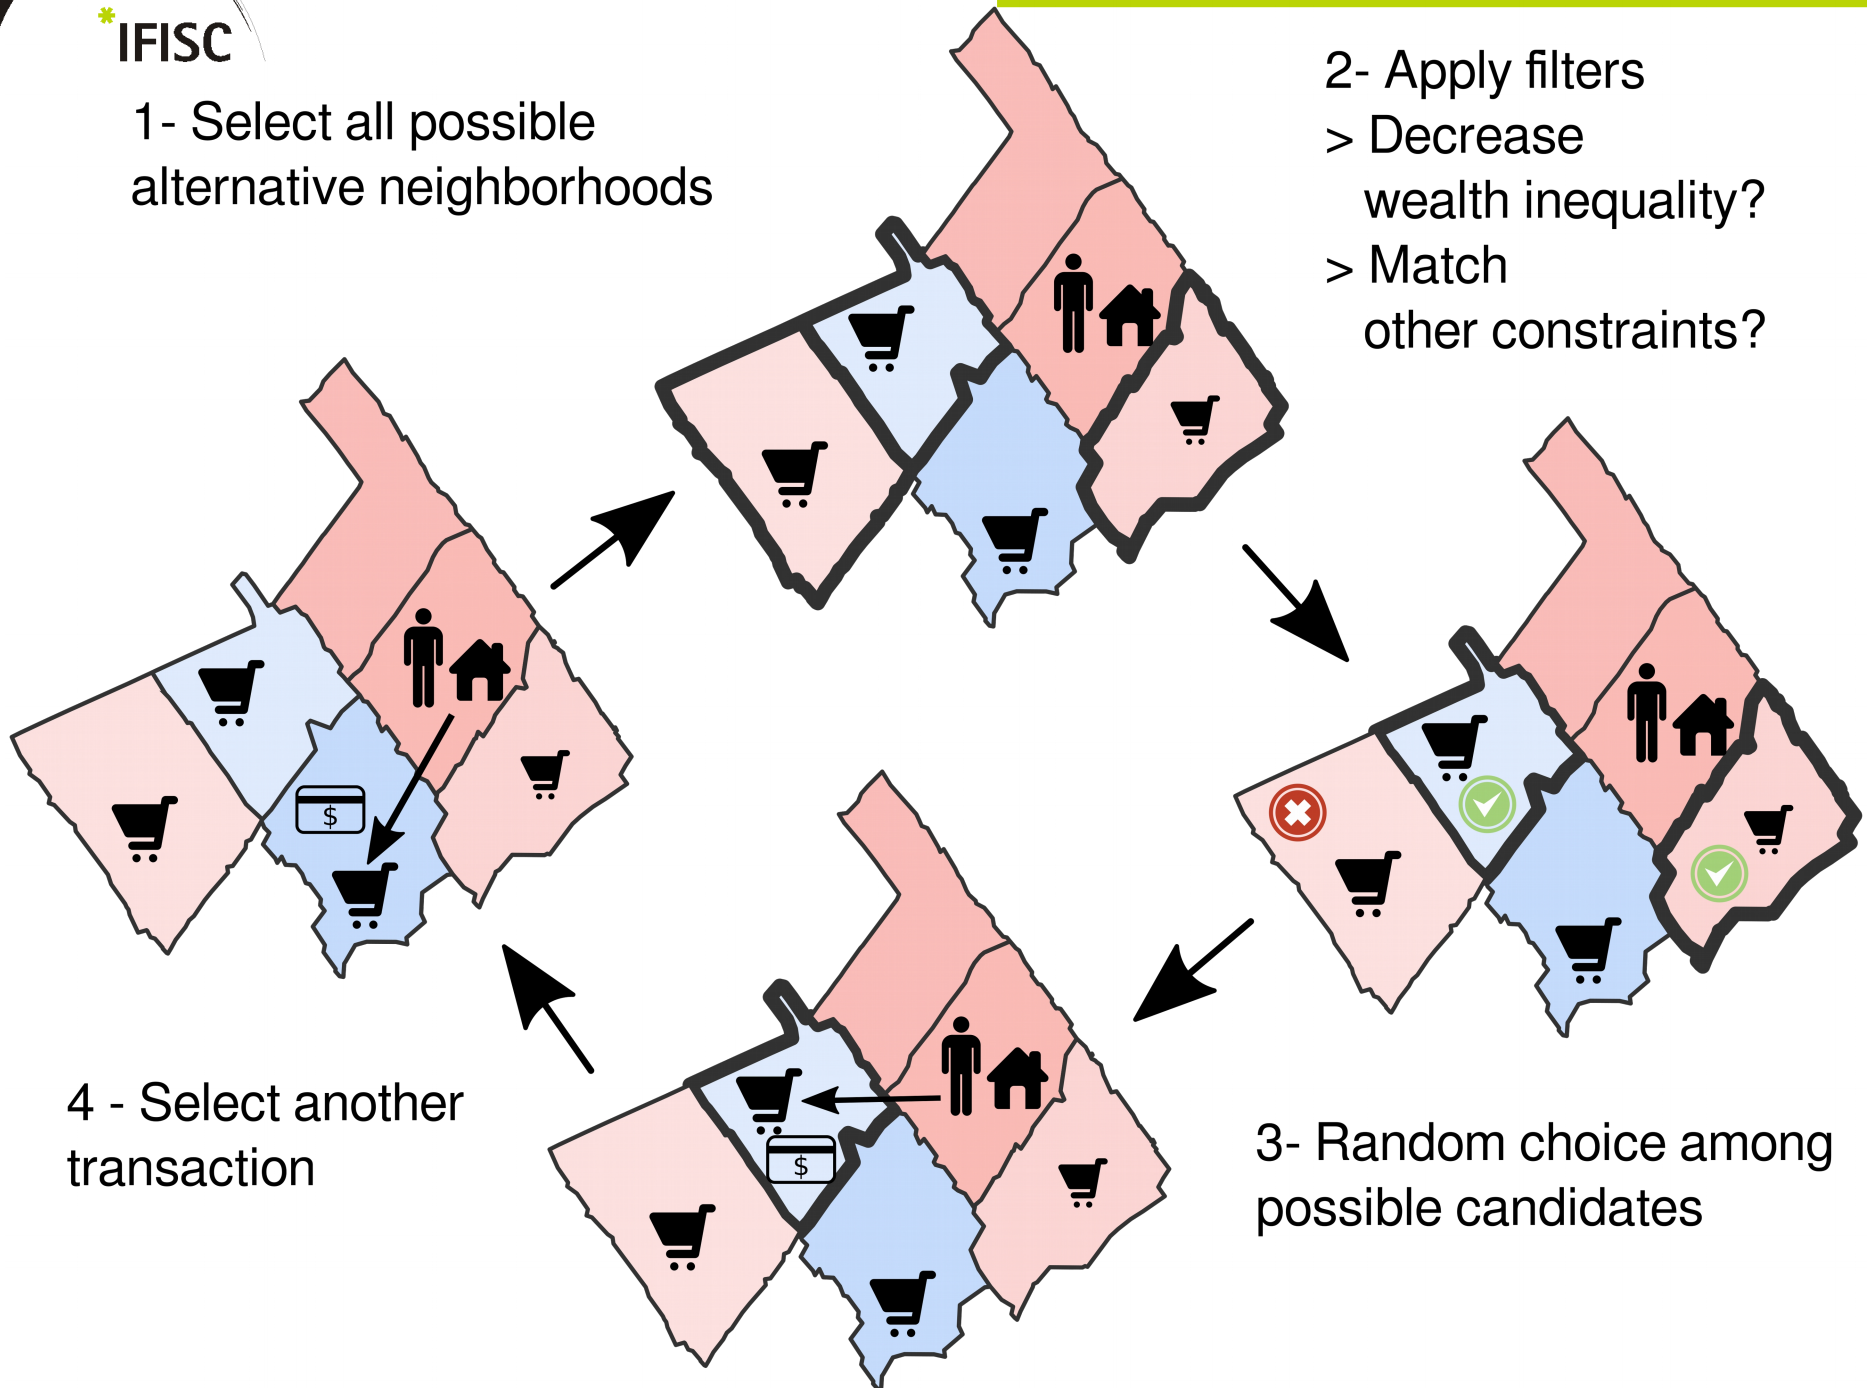 *IFISC
1- Select all possible
alternative neighborhoods
2- Apply filters
> Decrease
wealth inequality?
> Match
other constraints?
$
$
4 - Select another
transaction
3- Random choice among
possible candidates